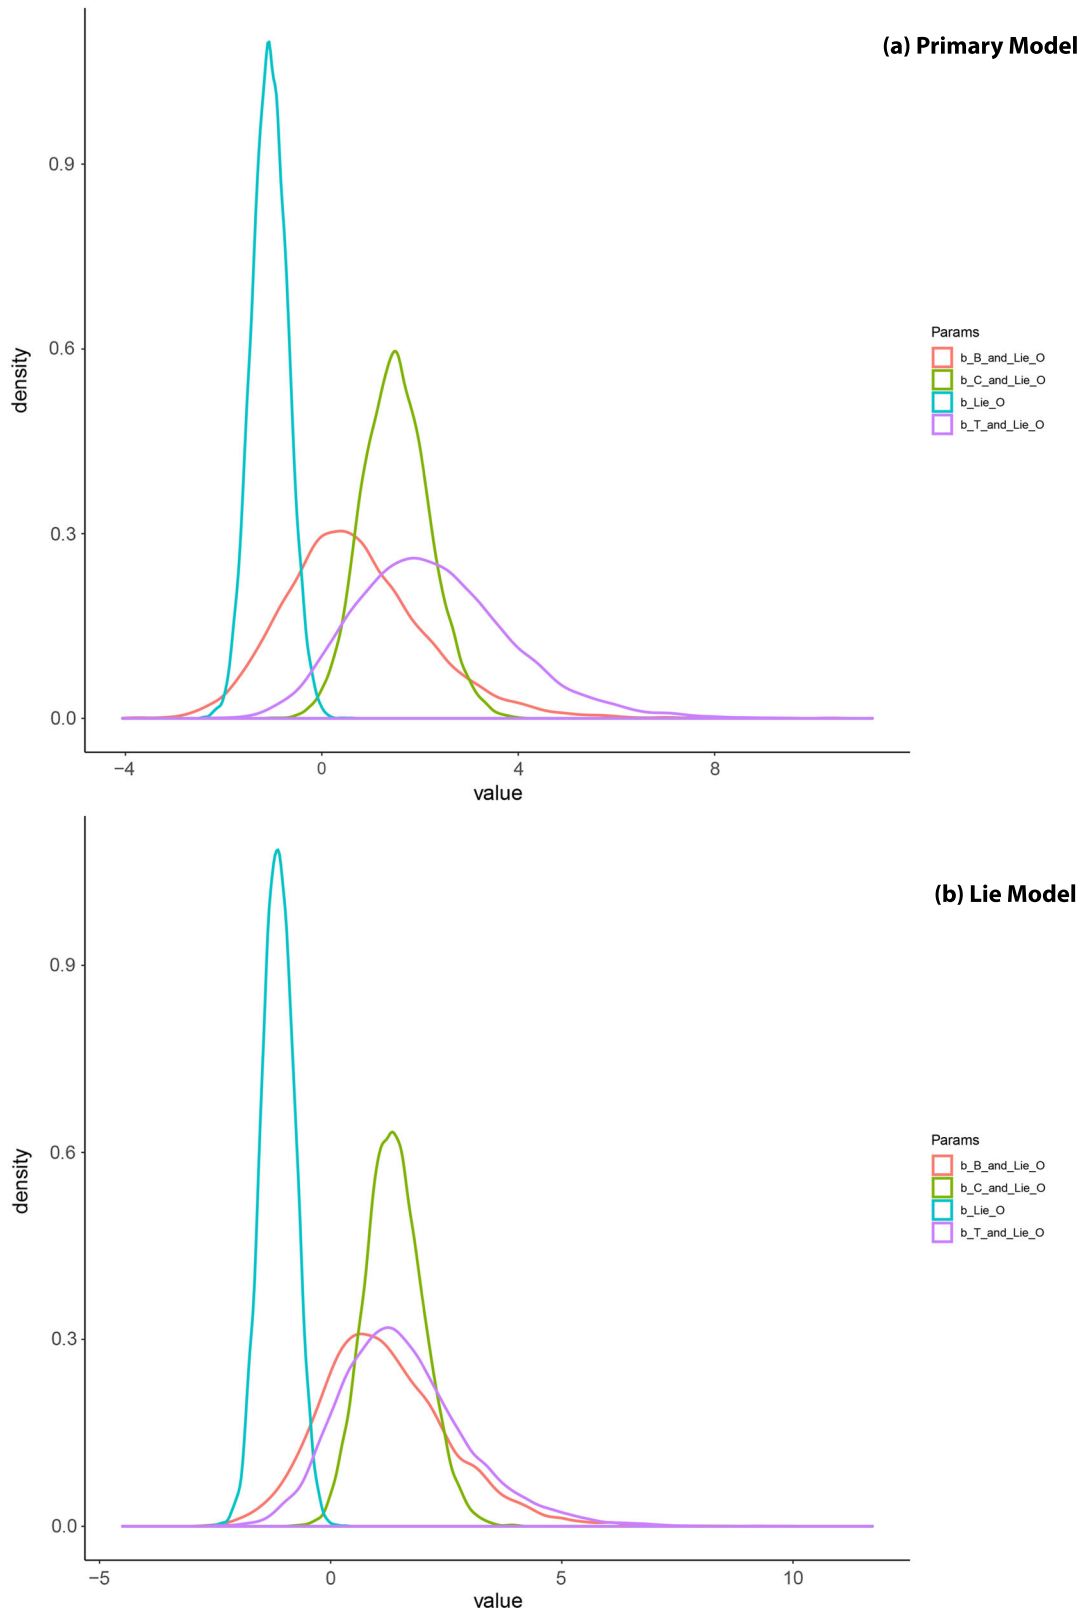 (a) Primary Model
0.9
0.6
0.3
0.0
density
−4 0 4 8
value
Params
b_B_and_Lie_O
b_C_and_Lie_O
b_Lie_O
b_T_and_Lie_O
(b) Lie Model
0.9
0.6
0.3
0.0
density
−5 0 5 10
value
Params
b_B_and_Lie_O
b_C_and_Lie_O
b_Lie_O
b_T_and_Lie_O